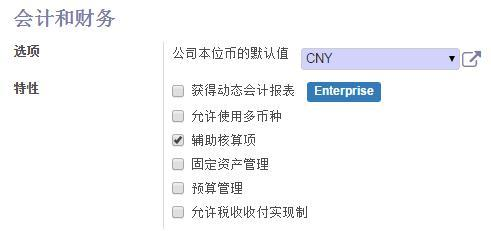 会计和财务
选项
公司本位币的默认值 CNY
特性
获得动态会计报表 Enterprise
允许使用多币种
辅助核算项
固定资产管理
预算管理
允许税收收付实现制